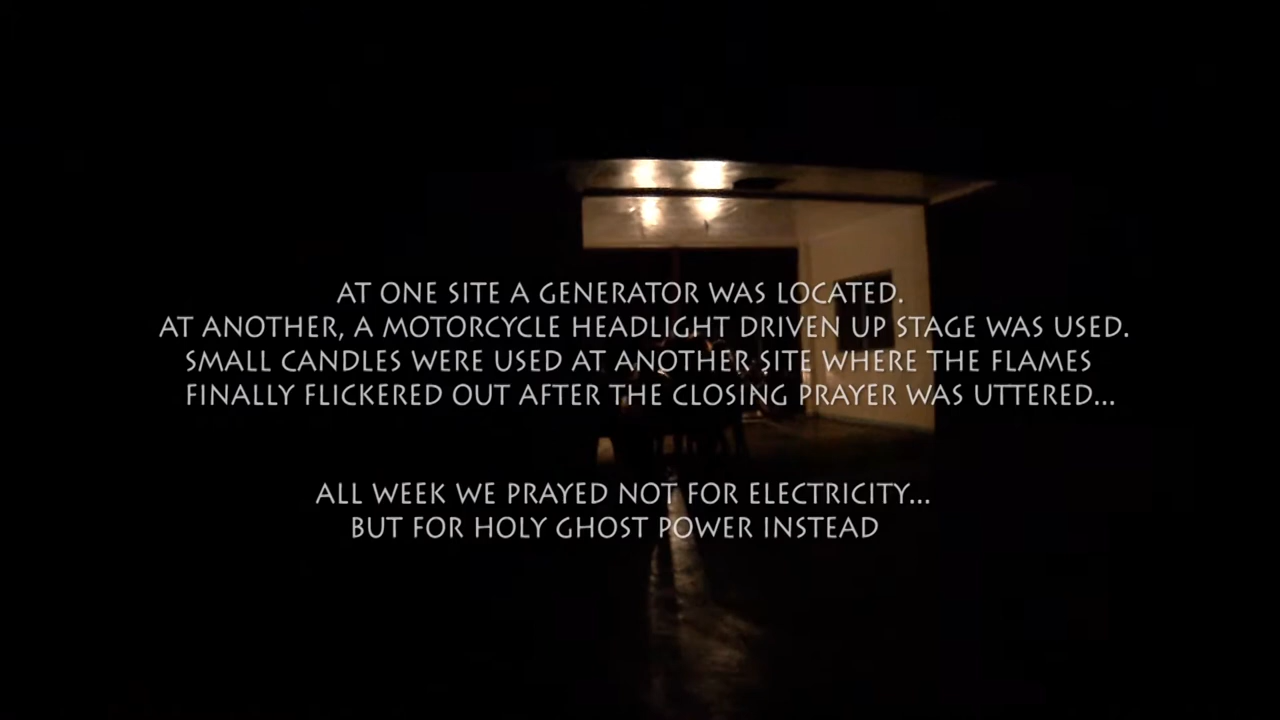 AT ONE SITE A GENERATOR WAS LOCATED.
AT ANOTHER, A MOTORCYCLE HEADLIGHT DRIVEN UP STAGE WAS USED.
SMALL CANDLES WERE USED AT ANOTHER SITE WHERE THE FLAMES
FINALLY FLICKERED OUT AFTER THE CLOSING PRAYER WAS UTTERED...
ALL WEEK WE PRAYED NOT FOR ELECTRICITY...
BUT FOR HOLY GHOST POWER INSTEAD